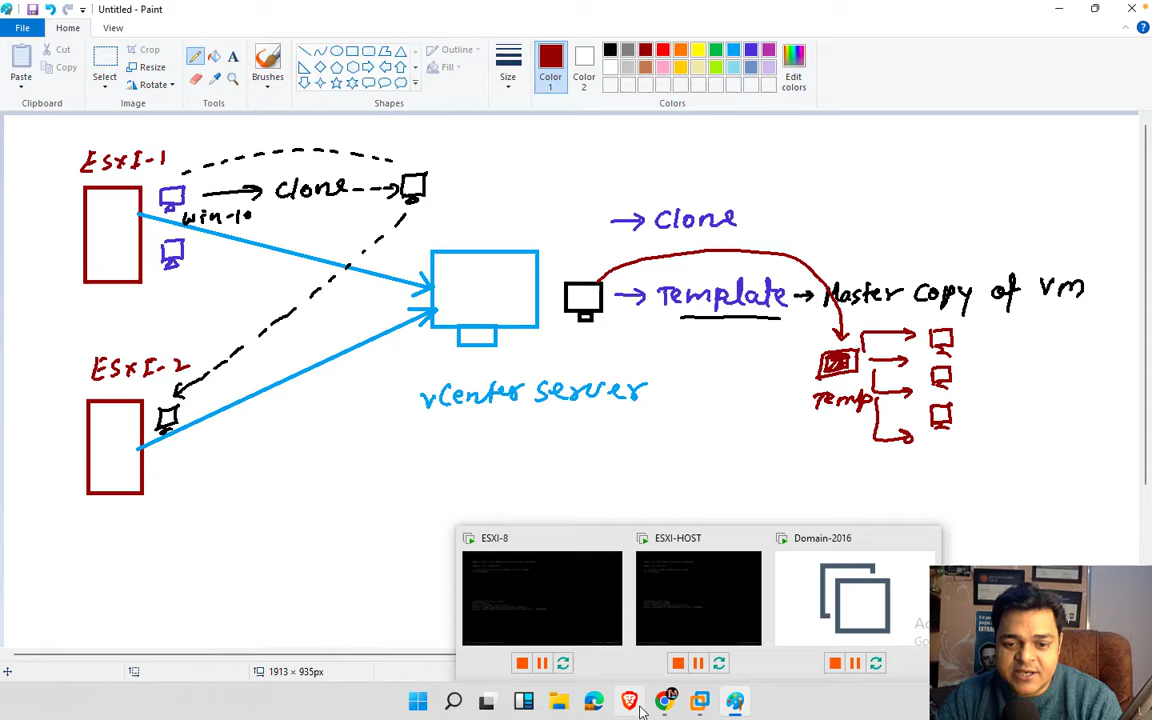 Untitled - Paint
File
Home
View
Paste
Cut
Copy
Clipboard
Select
Crop
Resize
Rotate
Image
Tools
Brushes
Outline
Fill
Shapes
Size
Color
1
Color
2
Edit
colors
Colors
ESXI-1
win-10
Clone
Clone
Template
Master copy of VM
Temp
ESXI-2
vCenter server
ESXI-8
ESXI-HOST
Domain-2016
1913 × 935px